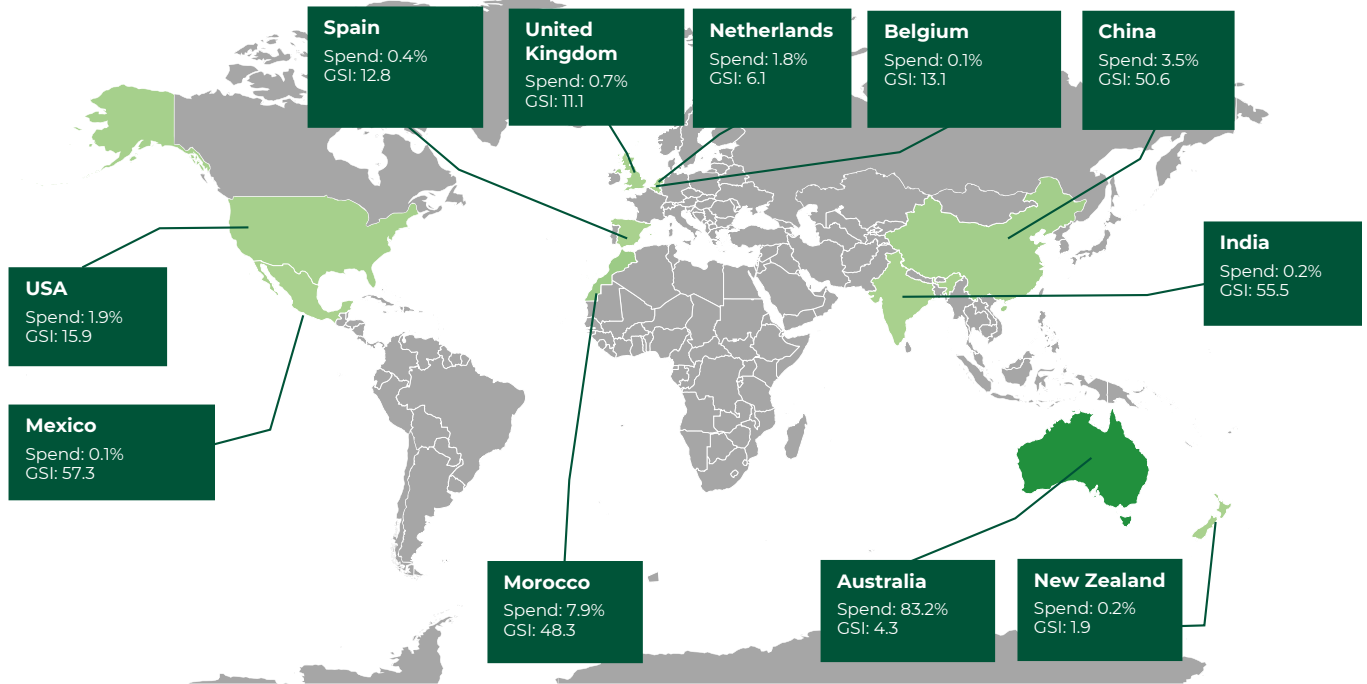 Spain
Spend: 0.4%
GSI: 12.8
United
Kingdom
Spend: 0.7%
GSI: 11.1
Netherlands
Spend: 1.8%
GSI: 6.1
Belgium
Spend: 0.1%
GSI: 13.1
China
Spend: 3.5%
GSI: 50.6
India
Spend: 0.2%
GSI: 55.5
USA
Spend: 1.9%
GSI: 15.9
Mexico
Spend: 0.1%
GSI: 57.3
Morocco
Spend: 7.9%
GSI: 48.3
Australia
Spend: 83.2%
GSI: 4.3
New Zealand
Spend: 0.2%
GSI: 1.9